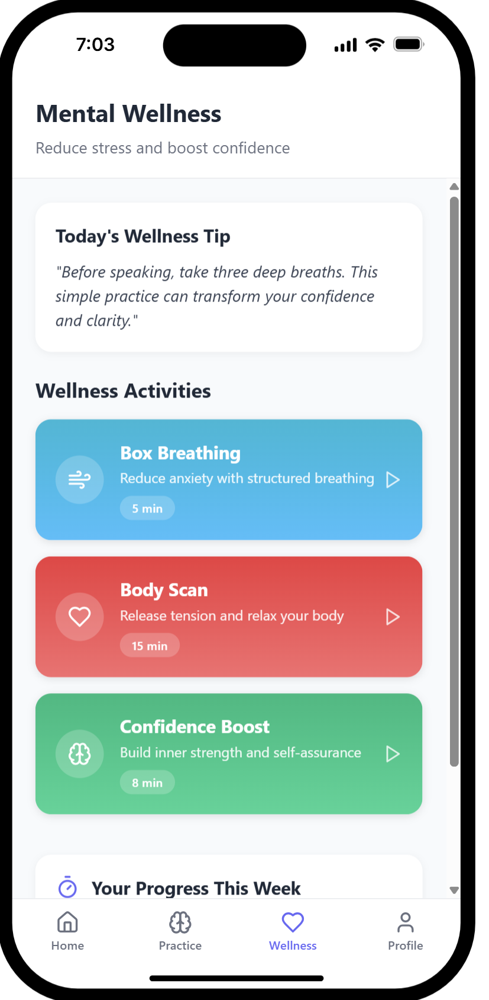 7:03
Mental Wellness
Reduce stress and boost confidence
Today's Wellness Tip
"Before speaking, take three deep breaths. This
simple practice can transform your confidence
and clarity."
Wellness Activities
Box Breathing
Reduce anxiety with structured breathing
5 min
Body Scan
Release tension and relax your body
15 min
Confidence Boost
Build inner strength and self-assurance
8 min
Your Progress This Week
Home
Practice
Wellness
Profile